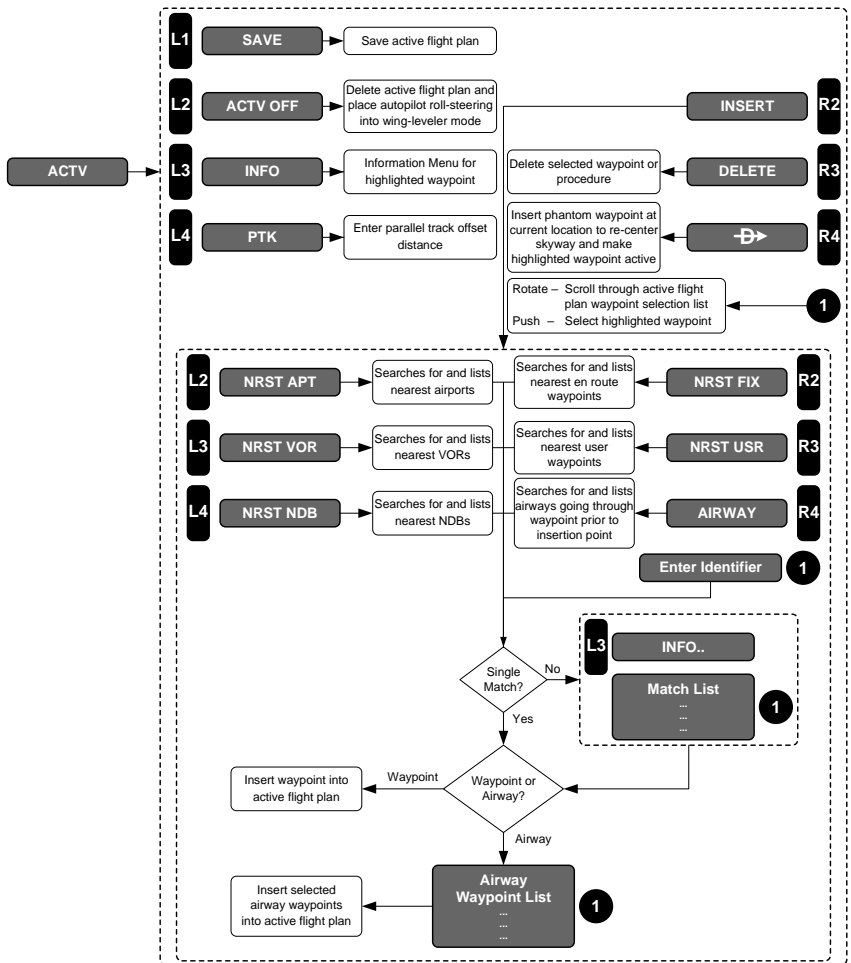 L1
SAVE
Save active flight plan
L2
ACTV OFF
Delete active flight plan and
place autopilot roll-steering
into wing-leveler mode
INSERT
R2
ACTV
L3
INFO
Information Menu for
highlighted waypoint
Delete selected waypoint or
procedure
DELETE
R3
L4
PTK
Enter parallel track offset
distance
Insert phantom waypoint at
current location to re-center
skyway and make
highlighted waypoint active
D
R4
Rotate – Scroll through active flight
plan waypoint selection list
Push – Select highlighted waypoint
1
L2
NRST APT
Searches for and lists
nearest airports
Searches for and lists
nearest en route
waypoints
NRST FIX
R2
L3
NRST VOR
Searches for and lists
nearest VORs
Searches for and lists
nearest user
waypoints
NRST USR
R3
L4
NRST NDB
Searches for and lists
nearest NDBs
Searches for and lists
airways going through
waypoint prior to
insertion point
AIRWAY
R4
Enter Identifier
1
Single
Match?
No
Yes
L3
INFO..
Match List
...
...
...
1
Waypoint or
Airway?
Waypoint
Insert waypoint into
active flight plan
Airway
Airway
Waypoint List
...
...
...
1
Insert selected
airway waypoints
into active flight plan